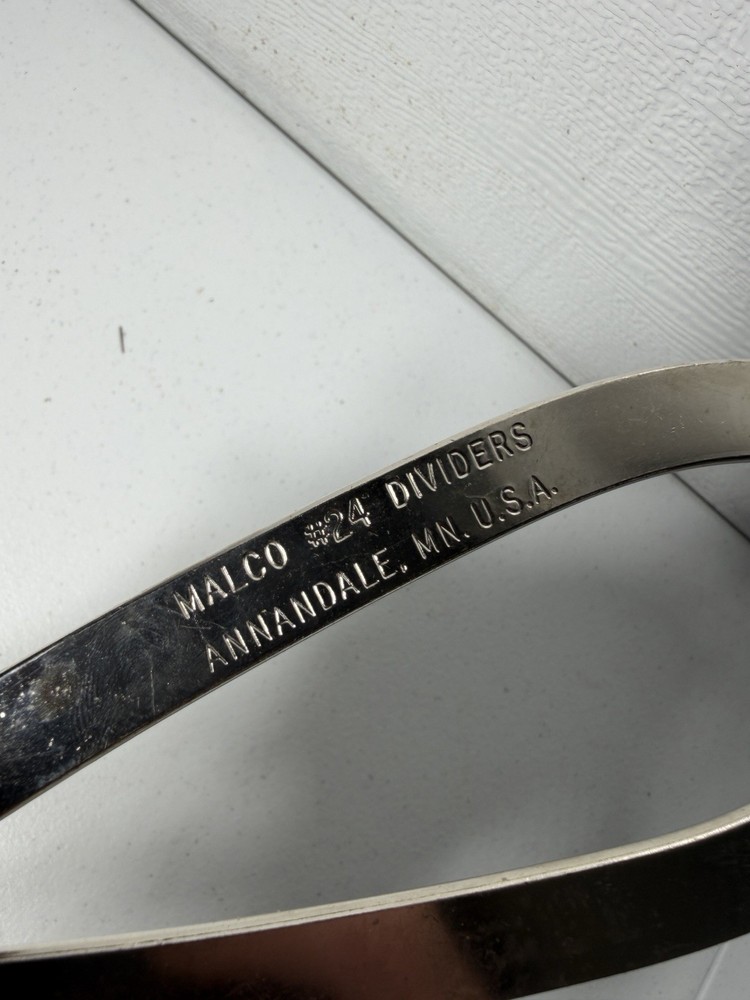 MALCO #24 DIVIDERS
ANNANDALE, MN. U.S.A.